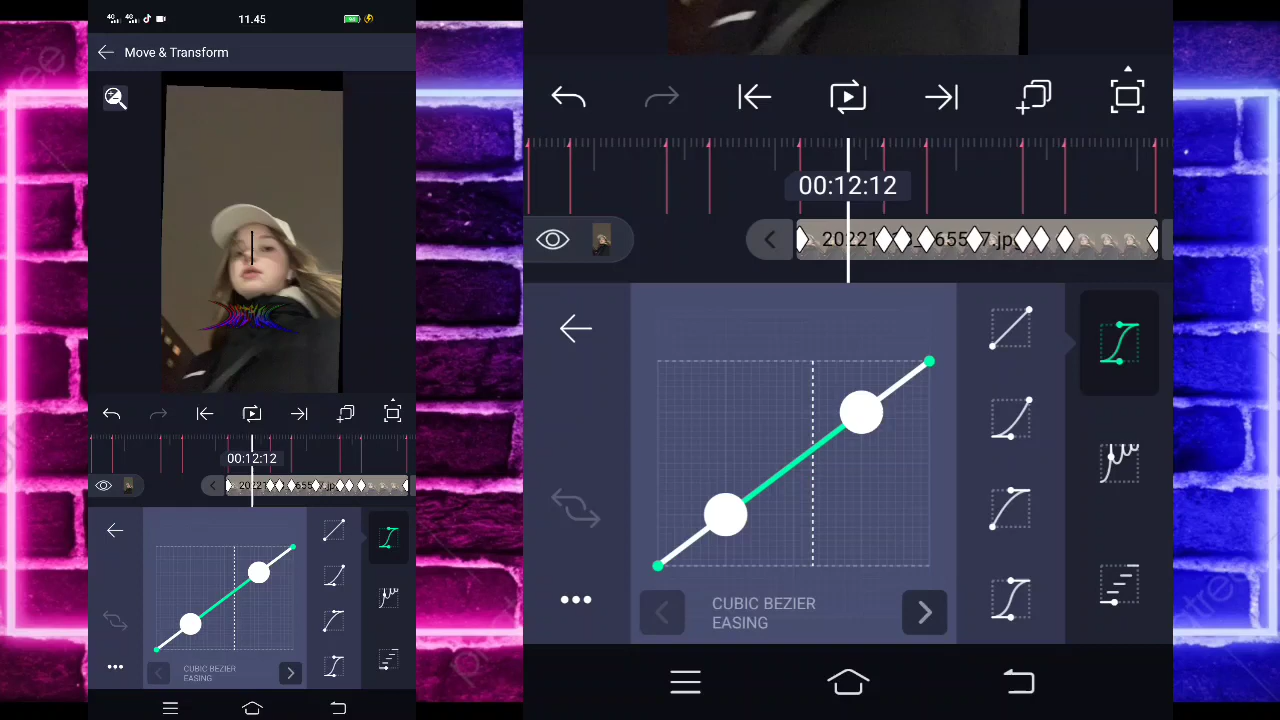 11.45
Move & Transform
00:12:12
CUBIC BEZIER
EASING
00:12:12
CUBIC BEZIER
EASING